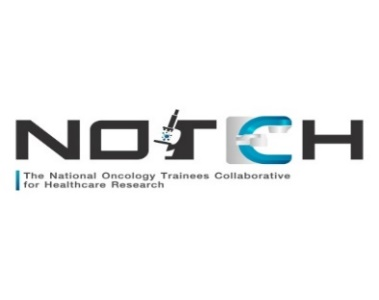 NOTCH
The National Oncology Trainees Collaborative
for Healthcare Research